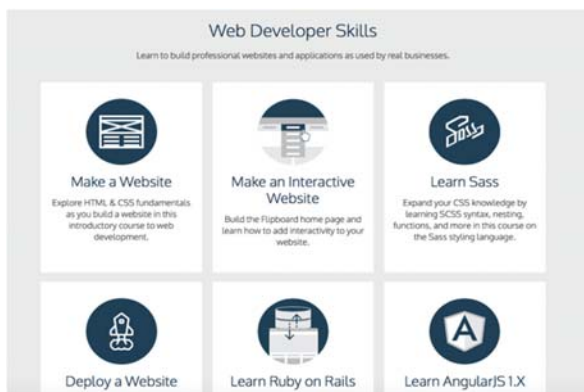 Web Developer Skills
Learn to build professional websites and applications as used by real businesses.
Make a Website
Explore HTML & CSS fundamentals
as you build a website in this
introductory course to web
development.
Make an Interactive
Website
Build the Flipboard home page and
learn how to add interactivity to your
website.
Sass
Learn Sass
Expand your CSS knowledge by
learning SCSS syntax, nesting,
functions, and more in this course on
the Sass styling language.
Deploy a Website
Learn Ruby on Rails
A
Learn AngularJS 1.X